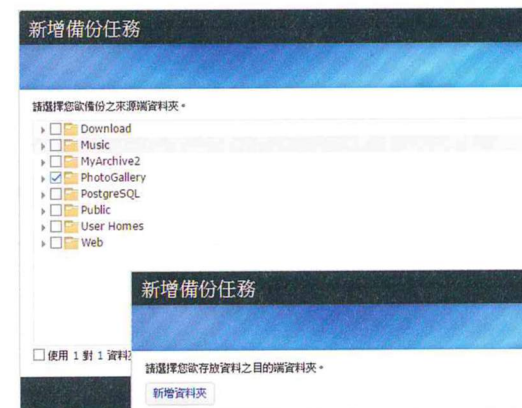 新增備份任務
請選擇您欲備份之來源端資料夾。
Download
Music
MyArchive2
PhotoGallery
PostgreSQL
Public
User Homes
Web
使用 1 對 1 資料
新增備份任務
請選擇您欲存放資料之目的端資料夾。
新增資料夾